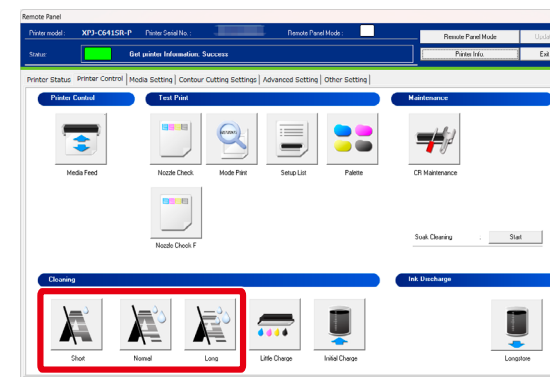 Remote Panel
Printer model : XPJ-C641SR-P Printer Serial No. : Remote Panel Mode :
Remote Panel Mode Upda
Status: Get printer Information. Success
Printer Info. Exit
Printer Status Printer Control Media Setting Contour Cutting Settings Advanced Setting Other Setting
Printer Control Text Print Maintenance
Media Feed Nozzle Check Mode Print Setup List Palette CR Maintenance
Nozzle Check F
Soak Cleaning : Start
Cleaning Ink Discharge
Short Normal Long Little Charge Initial Charge Longstore